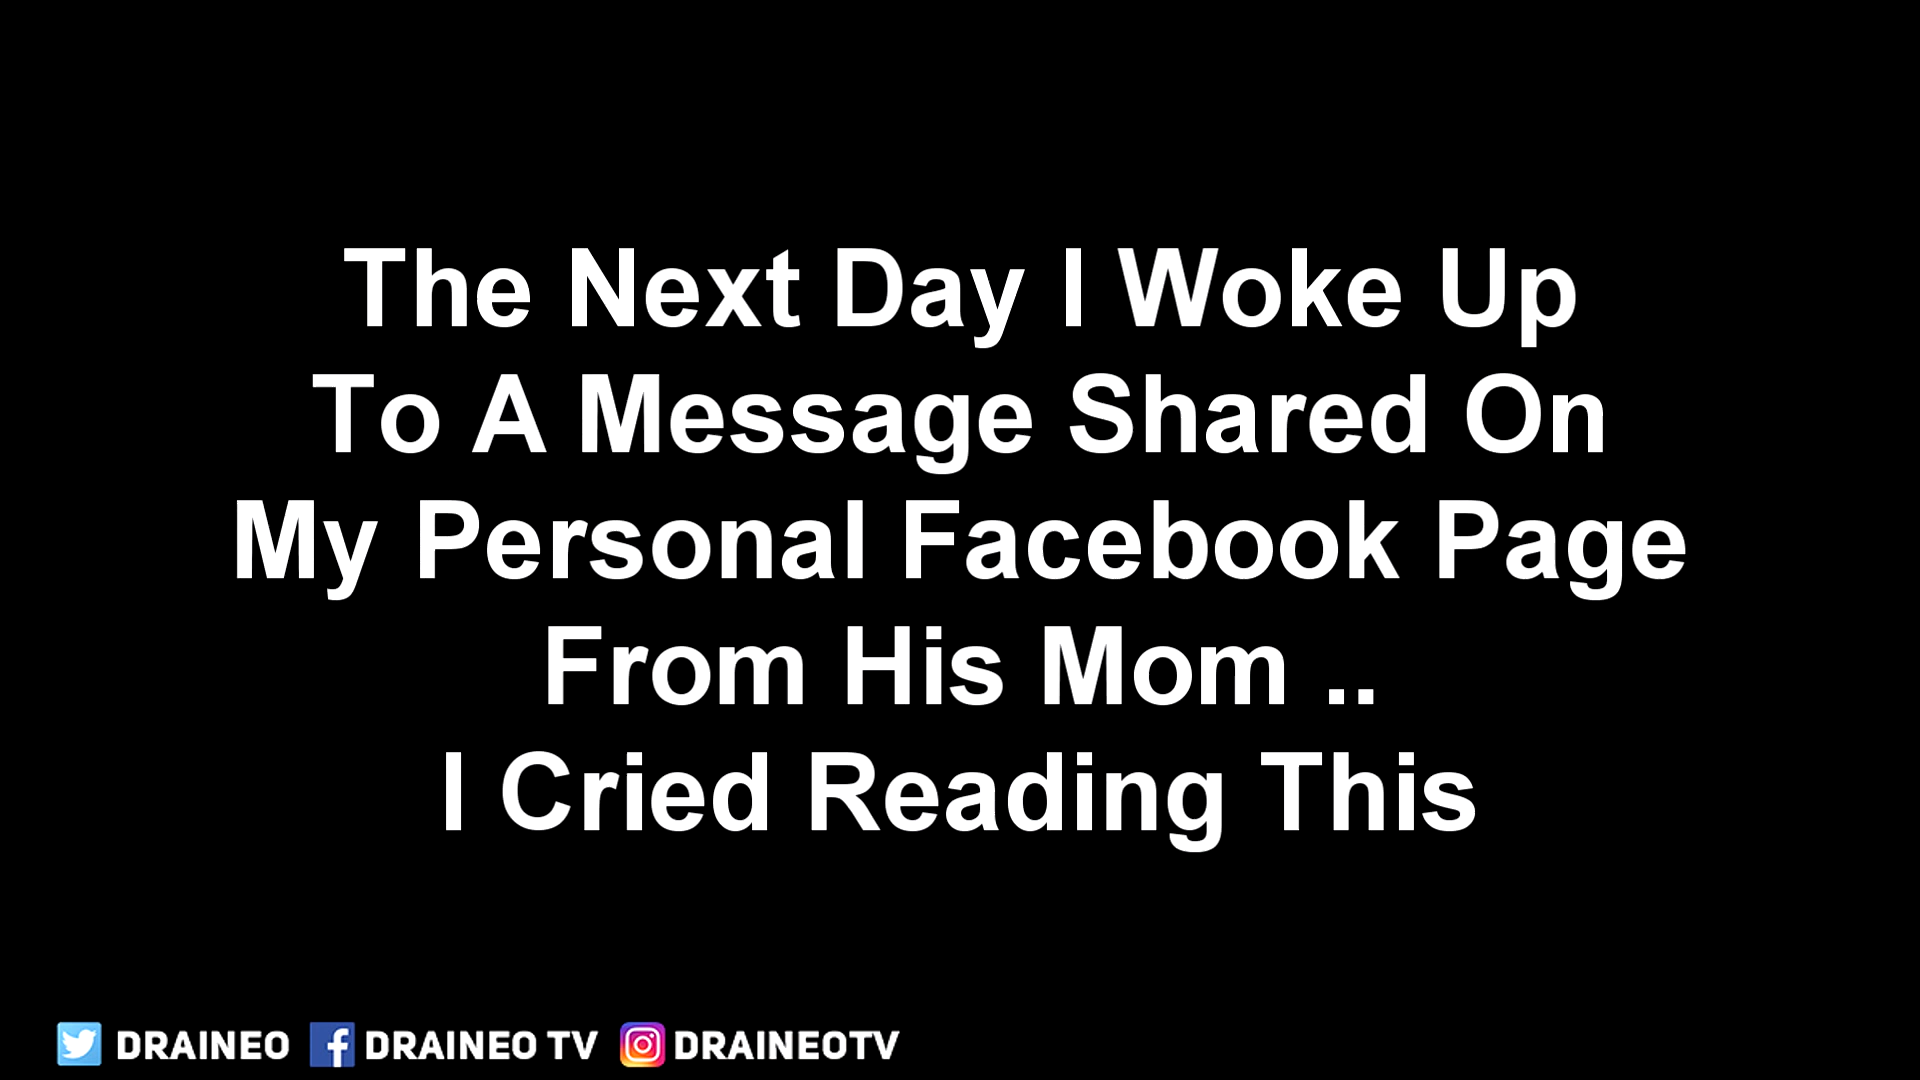 The Next Day I Woke Up
To A Message Shared On
My Personal Facebook Page
From His Mom ..
I Cried Reading This
DRAINEO DRAINEO TV DRAINEOTV